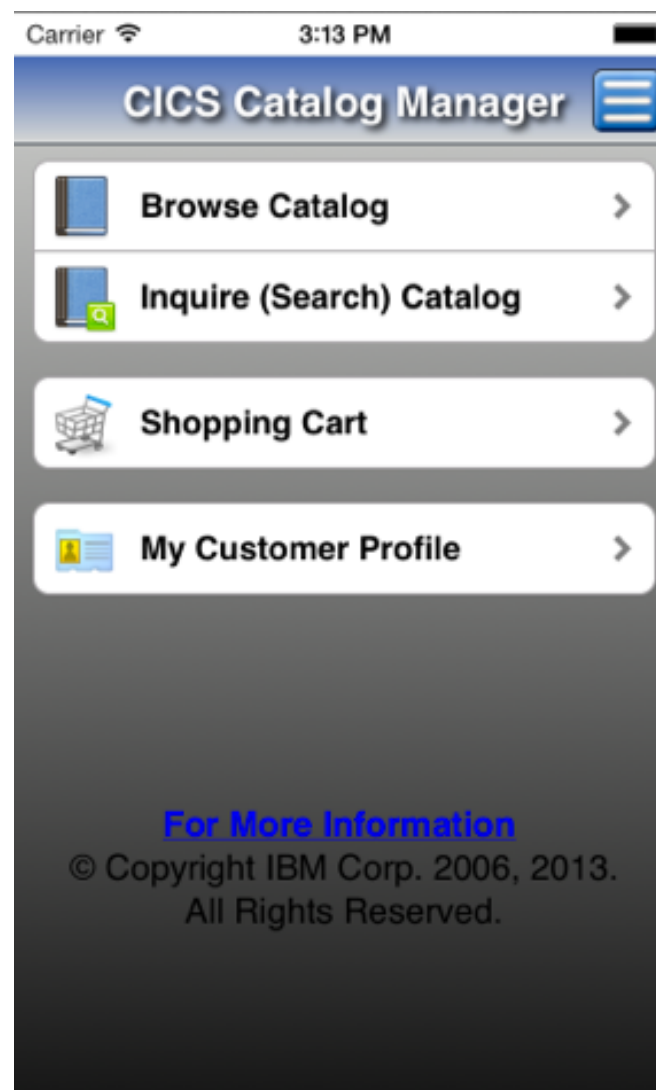 Carrier 3:13 PM
CICS Catalog Manager
Browse Catalog
Inquire (Search) Catalog
Shopping Cart
My Customer Profile
For More Information
© Copyright IBM Corp. 2006, 2013.
All Rights Reserved.